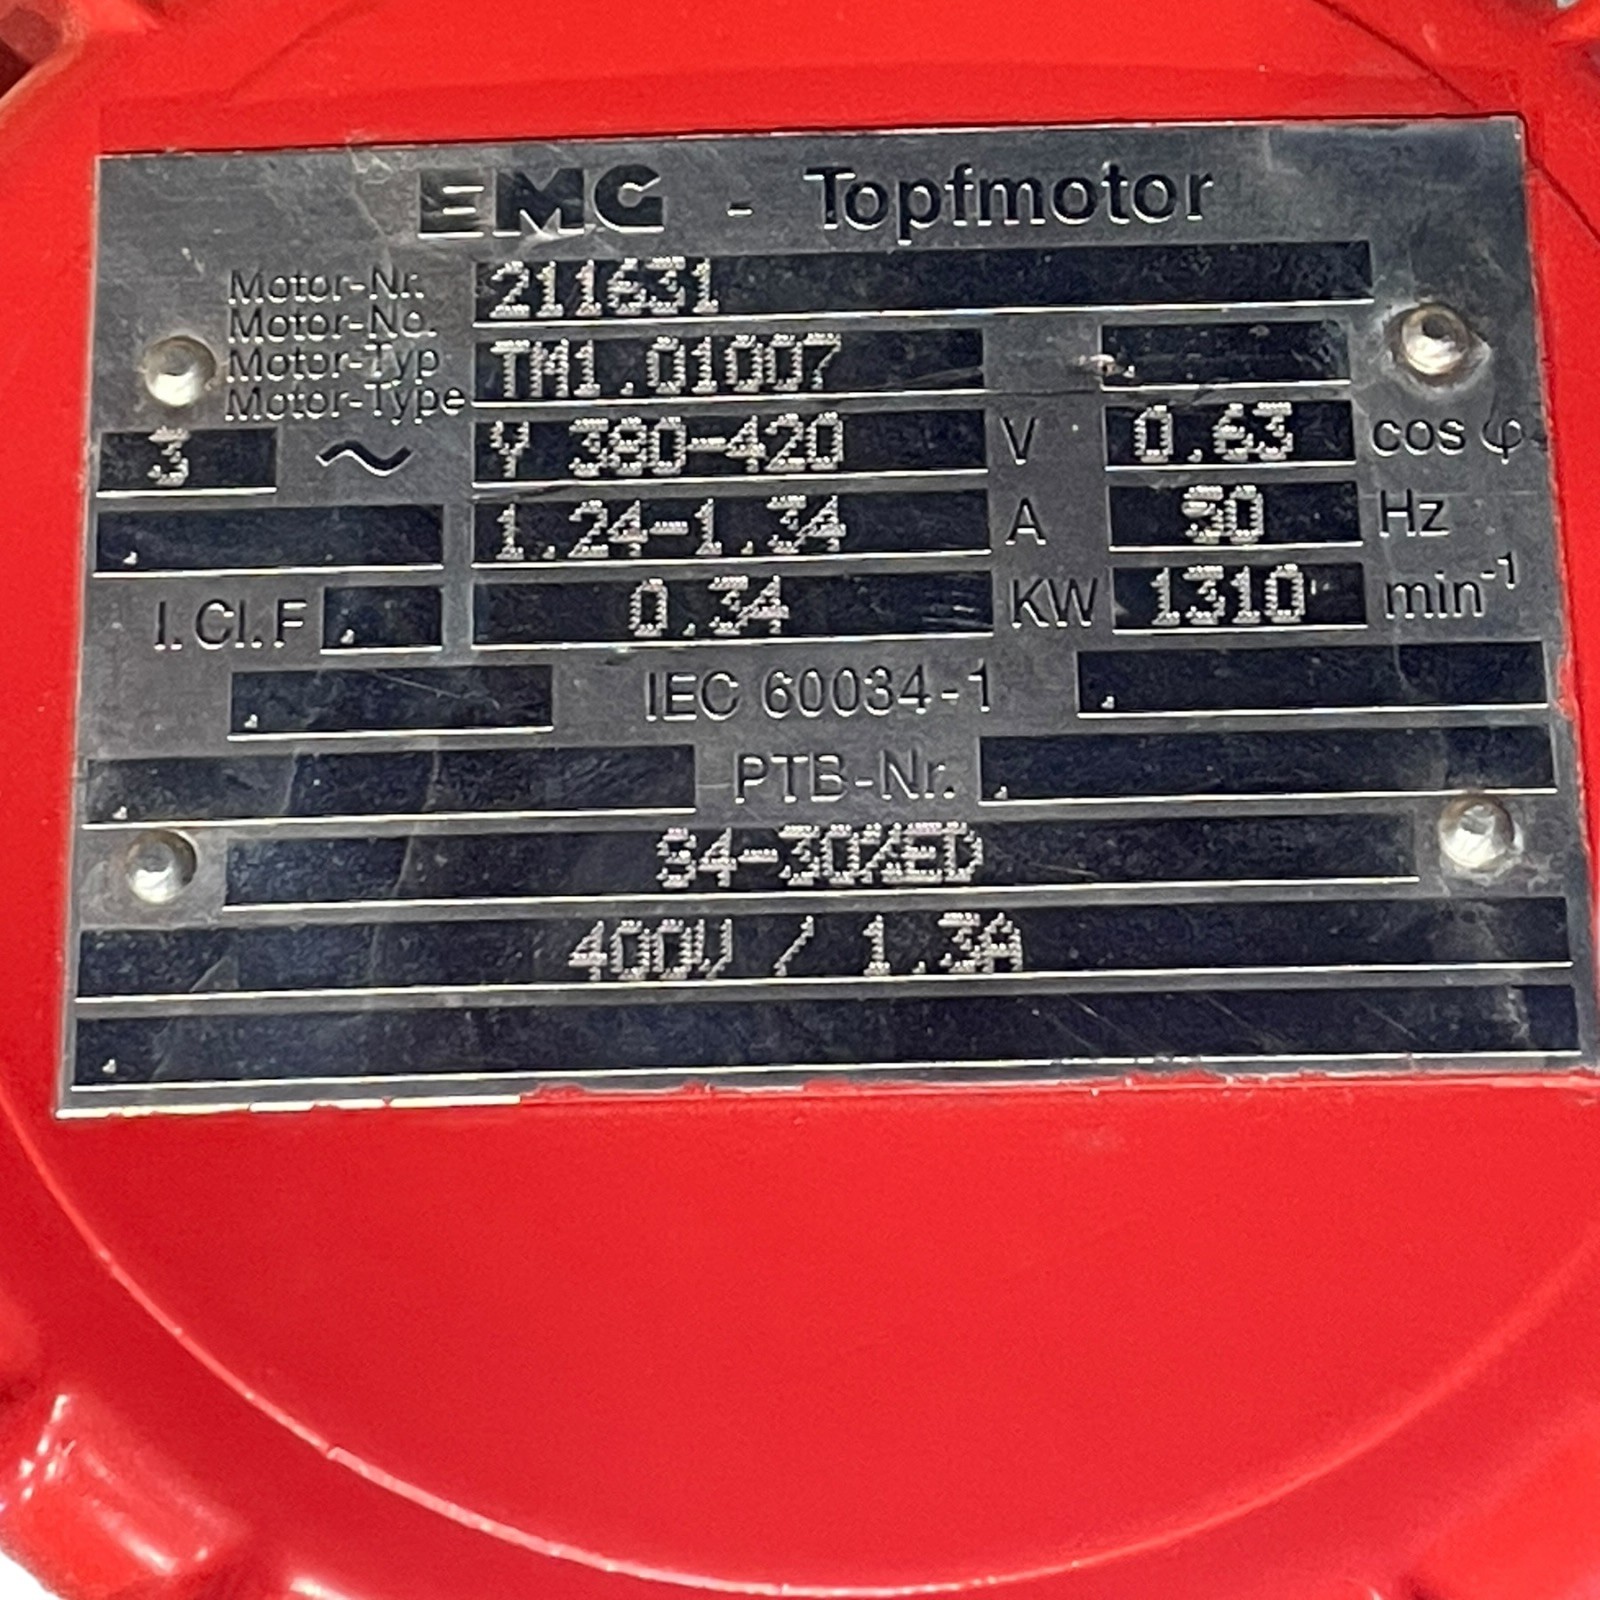 EMG - Topfmotor
Motor-Nr. 211631
Motor-No.
Motor-Typ TM1.01007
Motor-Type
3 ~ Y 380-420 V 0.63 cos φ
. 1.24-1.34 A 50 Hz
I.Cl.F . 0.34 KW 1310 min-1
. IEC 60034-1 .
. PTB-Nr. .
S4-30%ED
400V / 1.3A
.